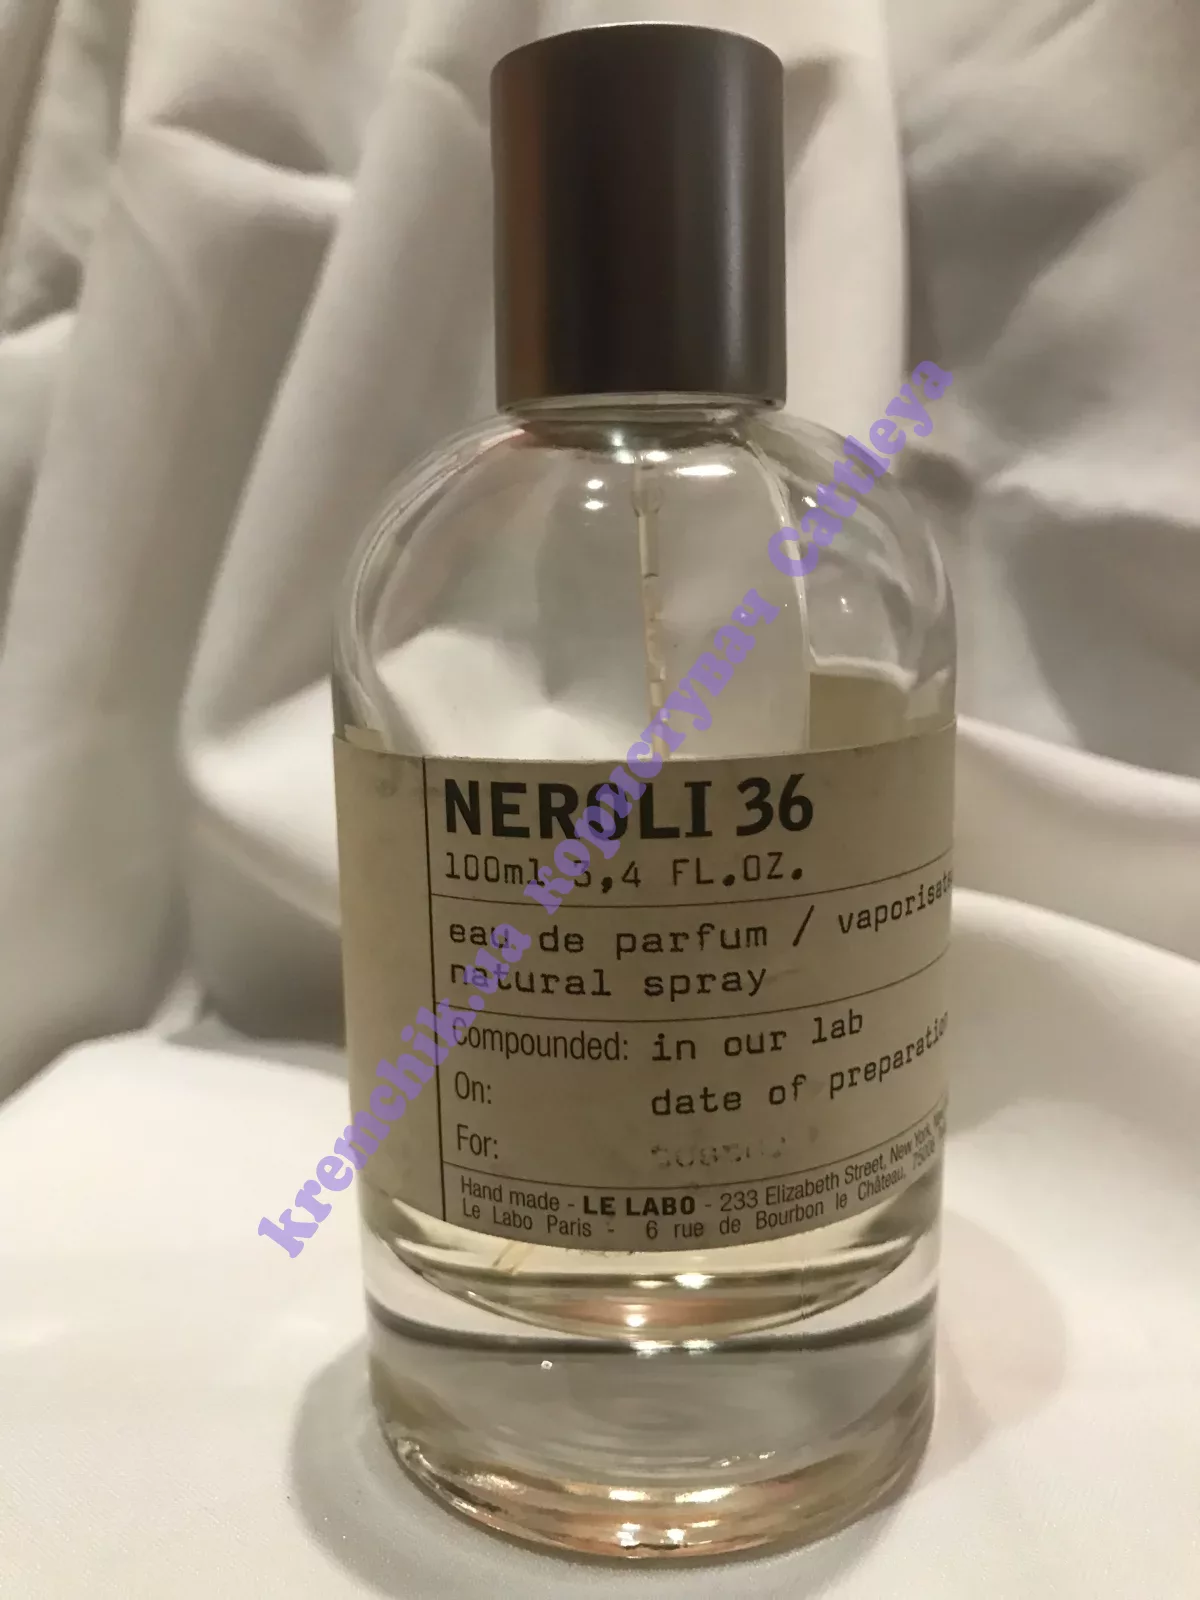 NEROLI 36
100ml 3,4 FL.OZ.
eau de parfum / vaporisate
natural spray
Compounded: in our lab
On: date of preparation
For:
Hand made - LE LABO - 233 Elizabeth Street, New York,
Le Labo Paris - 6 rue de Bourbon le Château, 75006
kremchik.ua користувач Cattleya